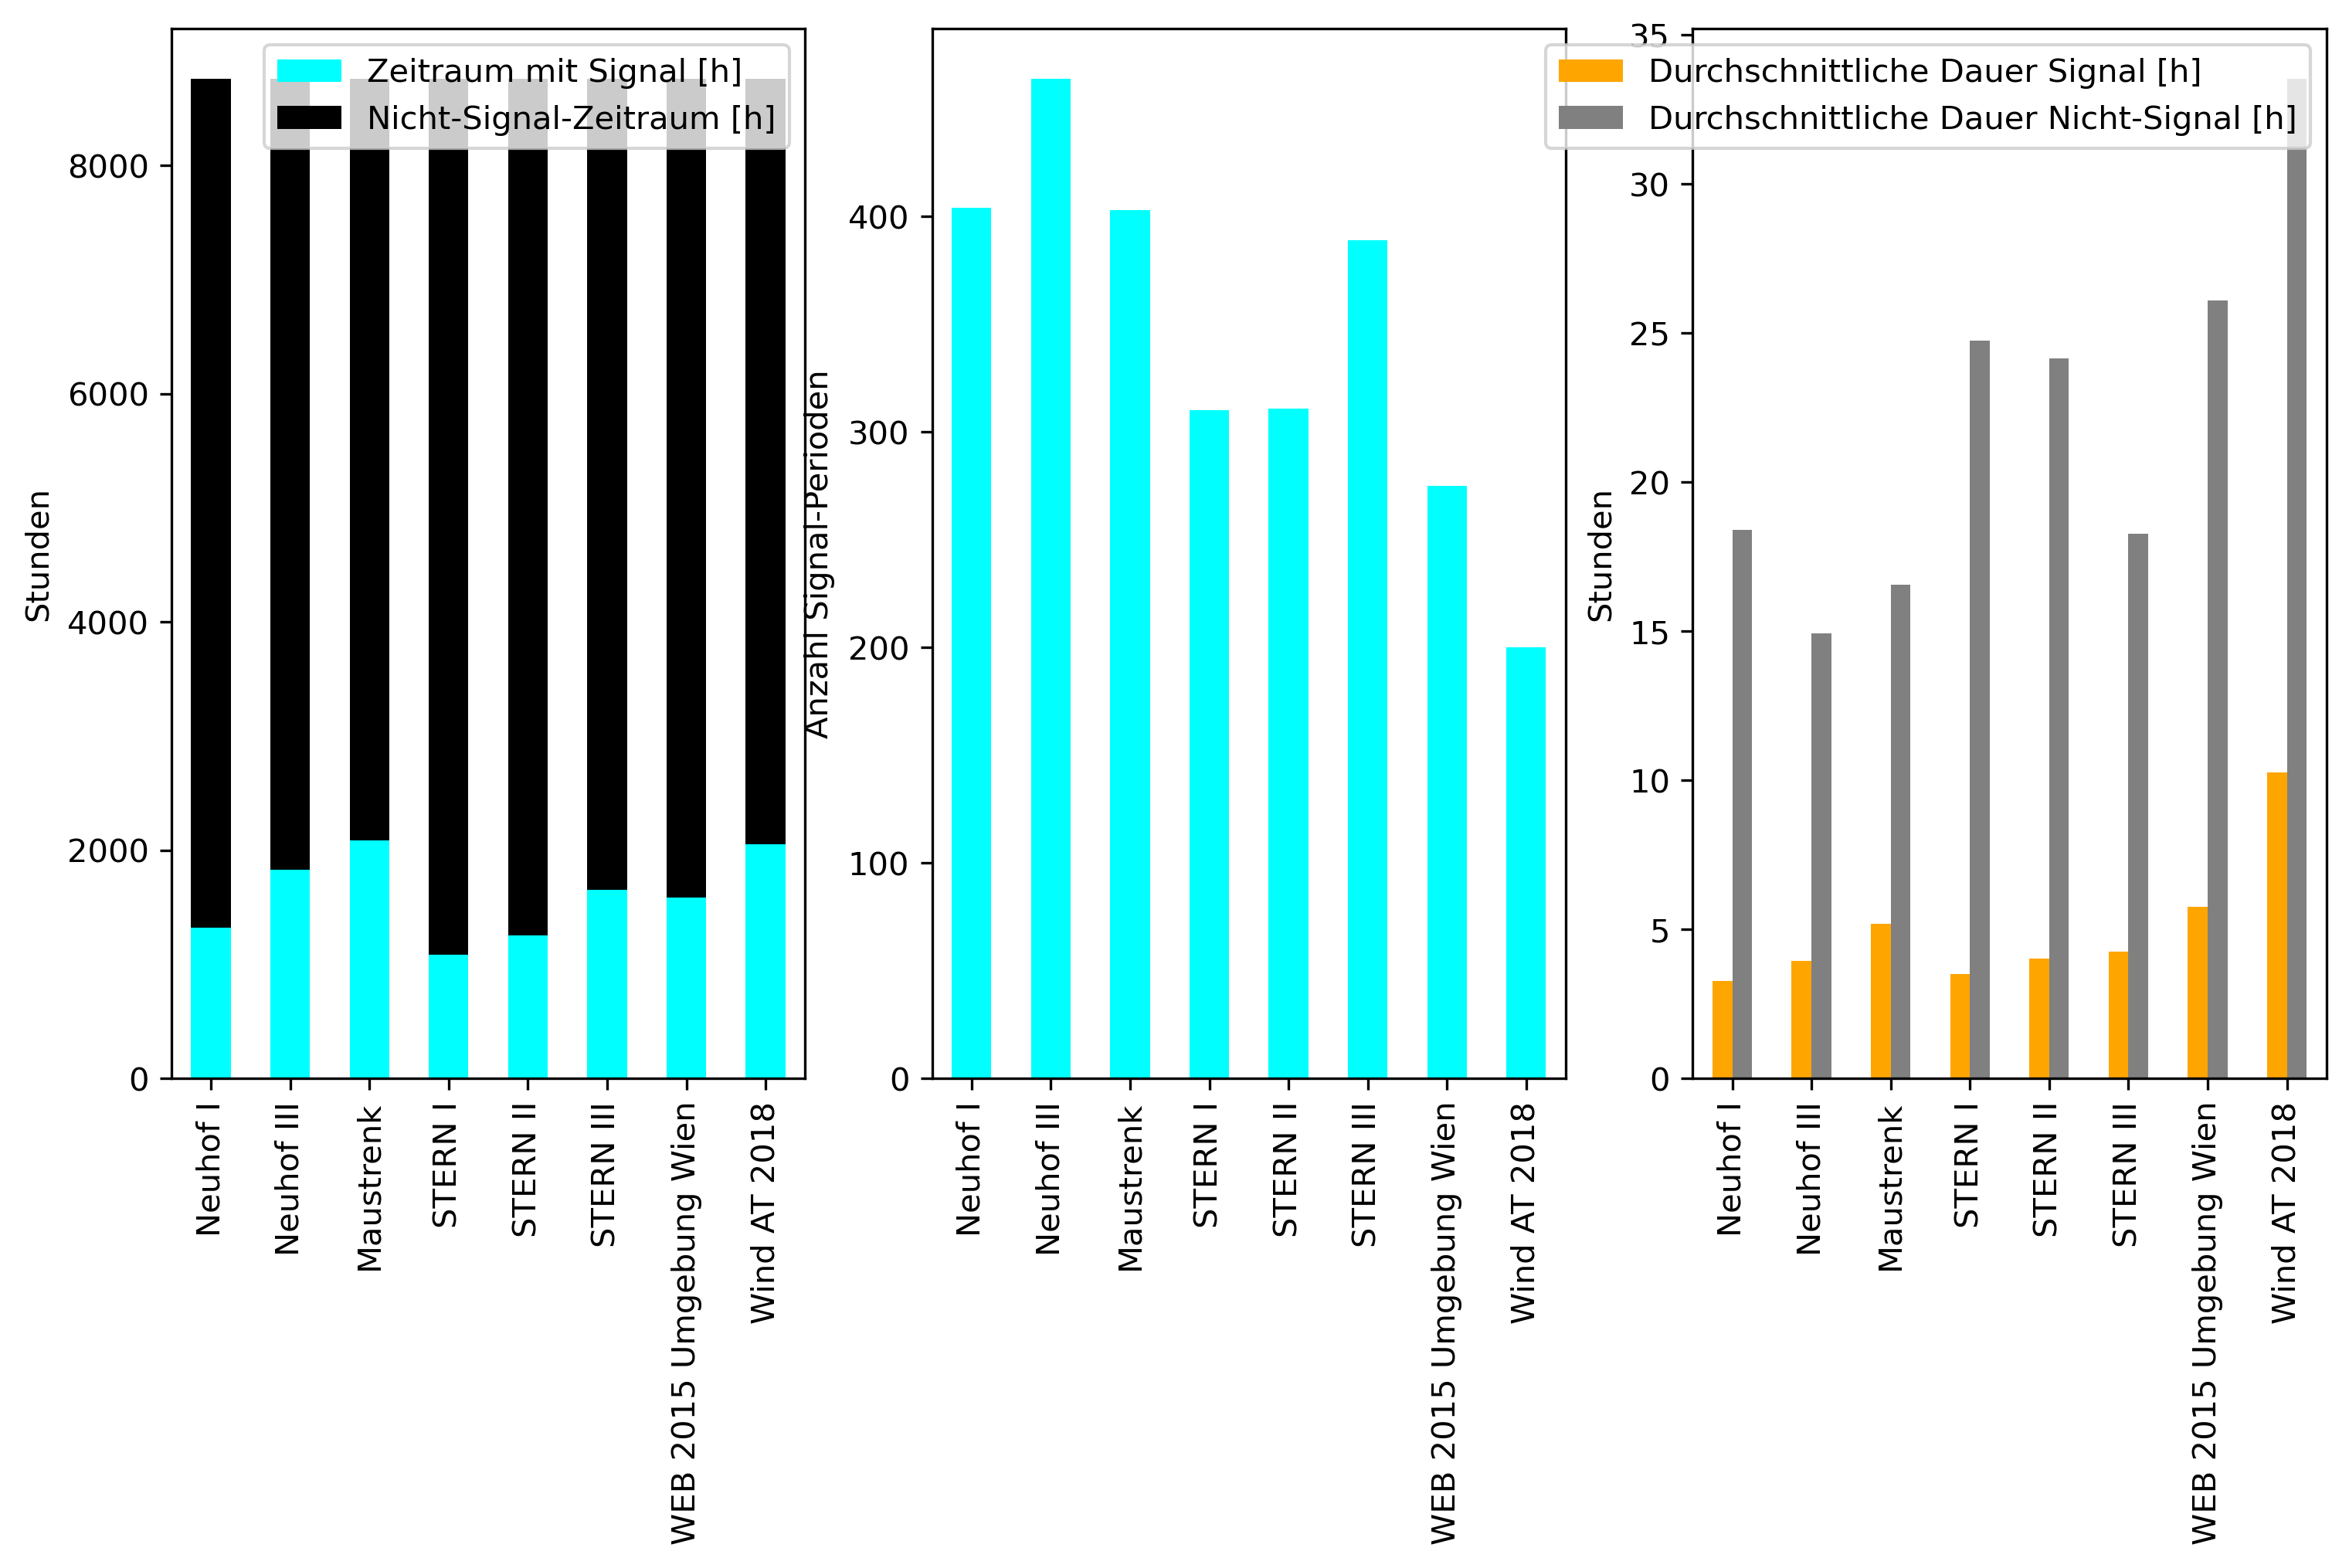 Zeitraum mit Signal [h]
Nicht-Signal-Zeitraum [h]
Stunden
8000
6000
4000
2000
0
Neuhof I
Neuhof III
Maustrenk
STERN I
STERN II
STERN III
WEB 2015 Umgebung Wien
Wind AT 2018
Anzahl Signal-Perioden
400
300
200
100
0
Neuhof I
Neuhof III
Maustrenk
STERN I
STERN II
STERN III
WEB 2015 Umgebung Wien
Wind AT 2018
Durchschnittliche Dauer Signal [h]
Durchschnittliche Dauer Nicht-Signal [h]
Stunden
35
30
25
20
15
10
5
0
Neuhof I
Neuhof III
Maustrenk
STERN I
STERN II
STERN III
WEB 2015 Umgebung Wien
Wind AT 2018